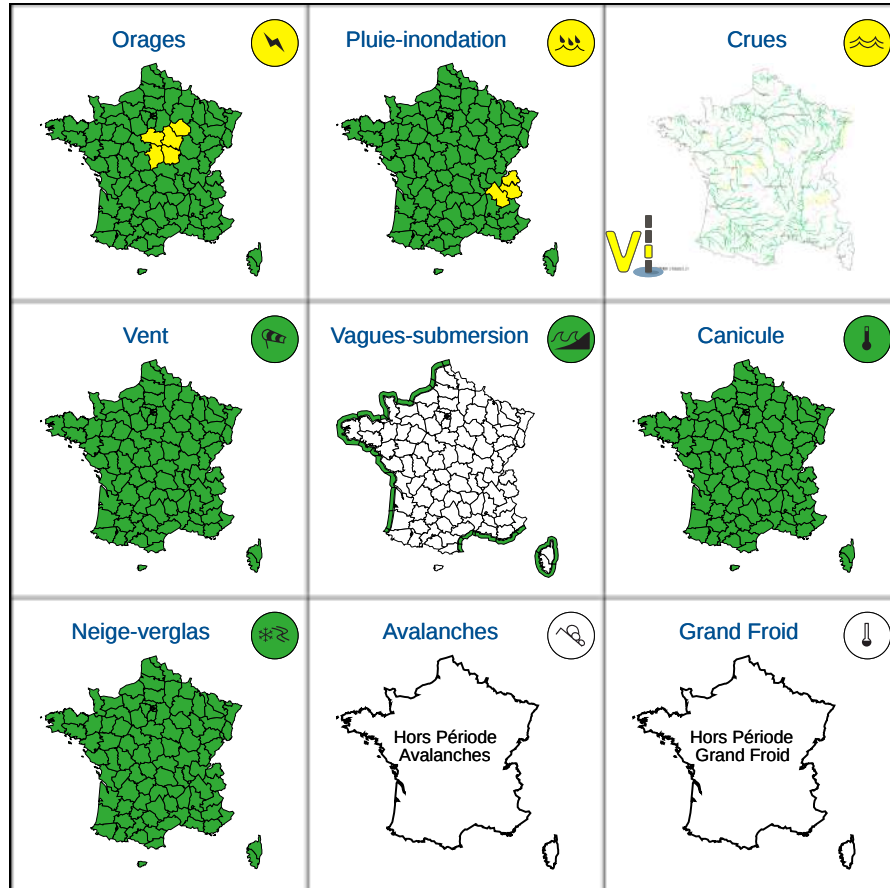 Orages
Pluie-inondation
Crues
Vent
Vagues-submersion
Canicule
Neige-verglas
Avalanches
Grand Froid
Hors Période
Avalanches
Hors Période
Grand Froid